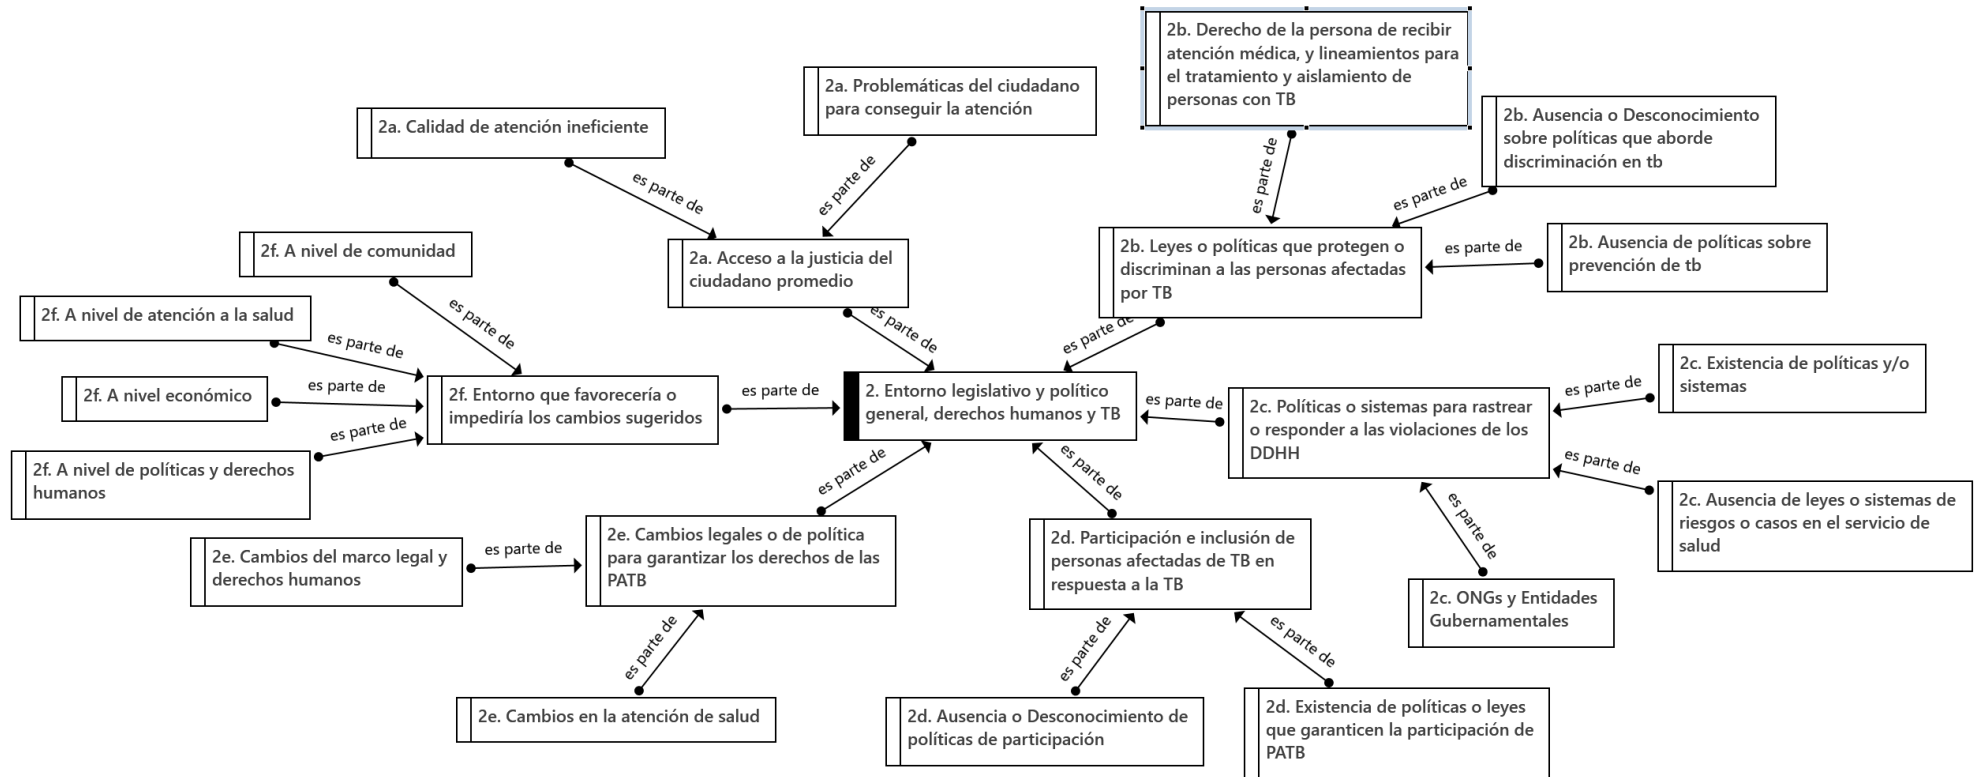 2b. Derecho de la persona de recibir
atención médica, y lineamientos para
el tratamiento y aislamiento de
personas con TB
2a. Problemáticas del ciudadano
para conseguir la atención
2a. Calidad de atención ineficiente
2b. Ausencia o Desconocimiento
sobre políticas que aborde
discriminación en tb
es parte de
es parte de
es parte de
es parte de
2f. A nivel de comunidad
2a. Acceso a la justicia del
ciudadano promedio
2b. Leyes o políticas que protegen o
discriminan a las personas afectadas
por TB
es parte de
2b. Ausencia de políticas sobre
prevención de tb
2f. A nivel de atención a la salud
es parte de
es parte de
es parte de
es parte de
2f. A nivel económico
es parte de
2f. Entorno que favorecería o
impediría los cambios sugeridos
es parte de
2. Entorno legislativo y político
general, derechos humanos y TB
es parte de
2c. Políticas o sistemas para rastrear
o responder a las violaciones de los
DDHH
es parte de
2c. Existencia de políticas y/o
sistemas
es parte de
2f. A nivel de políticas y derechos
humanos
es parte de
es parte de
es parte de
es parte de
2c. Ausencia de leyes o sistemas de
riesgos o casos en el servicio de
salud
2e. Cambios del marco legal y
derechos humanos
es parte de
2e. Cambios legales o de política
para garantizar los derechos de las
PATB
2d. Participación e inclusión de
personas afectadas de TB en
respuesta a la TB
2c. ONGs y Entidades
Gubernamentales
es parte de
es parte de
es parte de
2e. Cambios en la atención de salud
2d. Ausencia o Desconocimiento de
políticas de participación
2d. Existencia de políticas o leyes
que garanticen la participación de
PATB